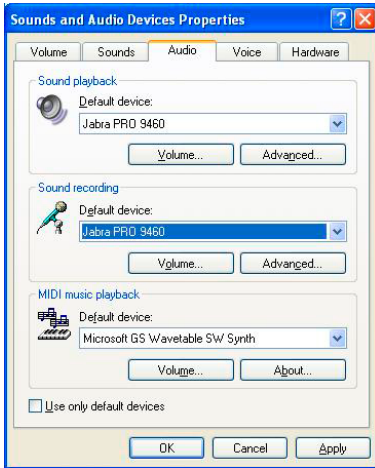 Sounds and Audio Devices Properties
Volume
Sounds
Audio
Voice
Hardware
Sound playback
Default device:
Jabra PRO 9460
Volume...
Advanced...
Sound recording
Default device:
Jabra PRO 9460
Volume...
Advanced...
MIDI music playback
Default device:
Microsoft GS Wavetable SW Synth
Volume...
About...
Use only default devices
OK
Cancel
Apply